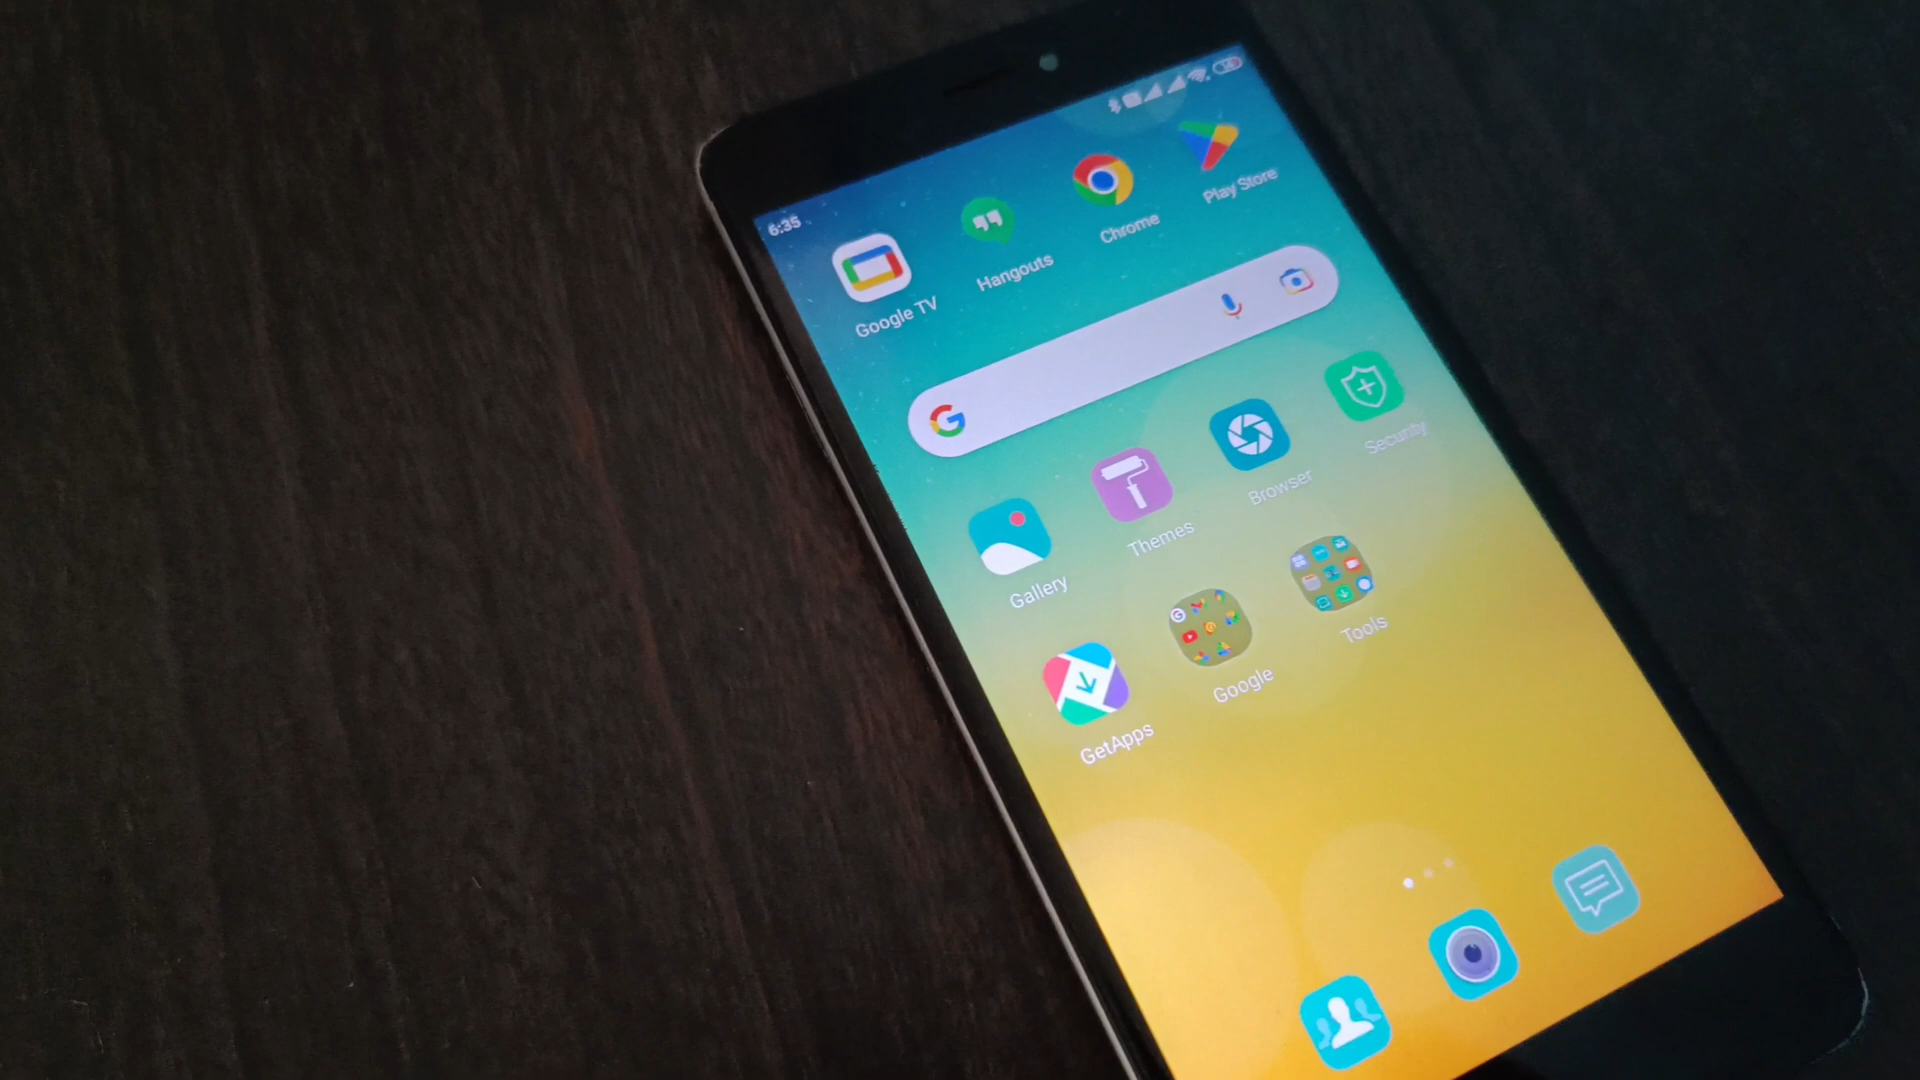 6:35
Google TV
Hangouts
Chrome
Play Store
Gallery
Themes
Browser
Security
GetApps
Google
Tools